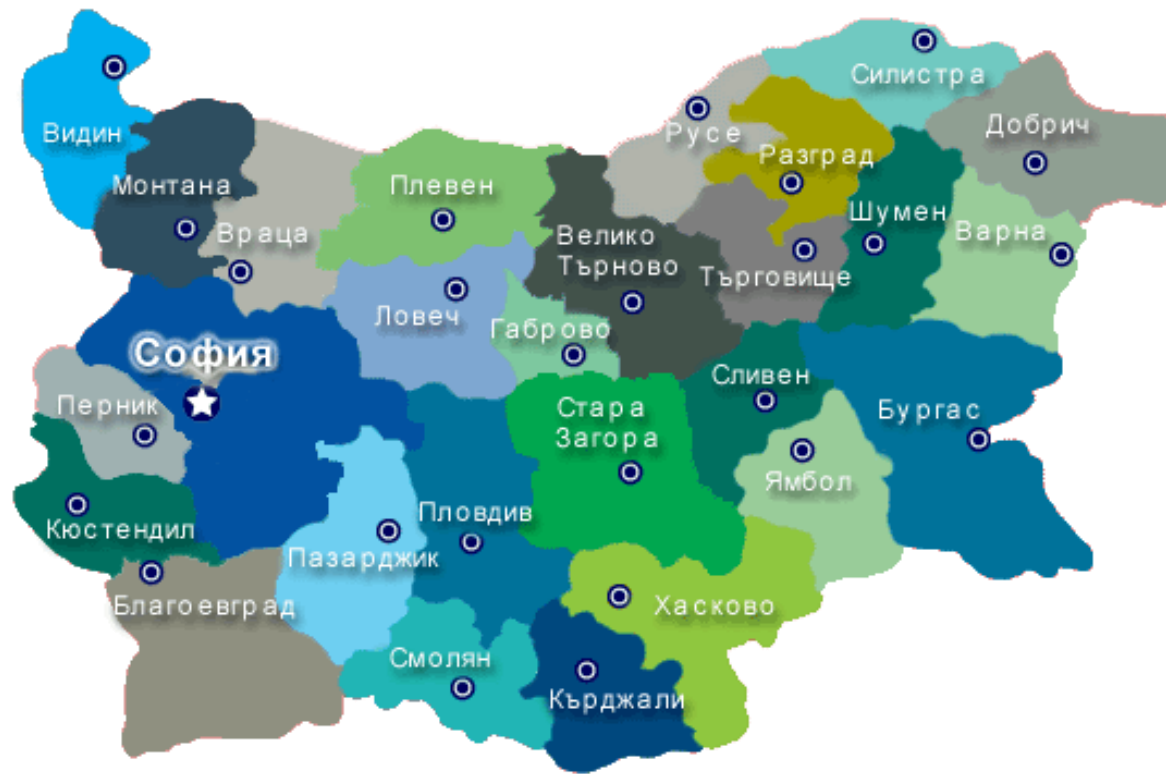 Силистра
Видин
Русе
Добрич
Разград
Монтана
Плевен
Шумен
Враца
Велико
Търново
Варна
Търговище
Ловеч
Габрово
София
Сливен
Перник
Стара
Загора
Бургас
Ямбол
Кюстендил
Пловдив
Пазарджик
Благоевград
Хасково
Смолян
Кърджали